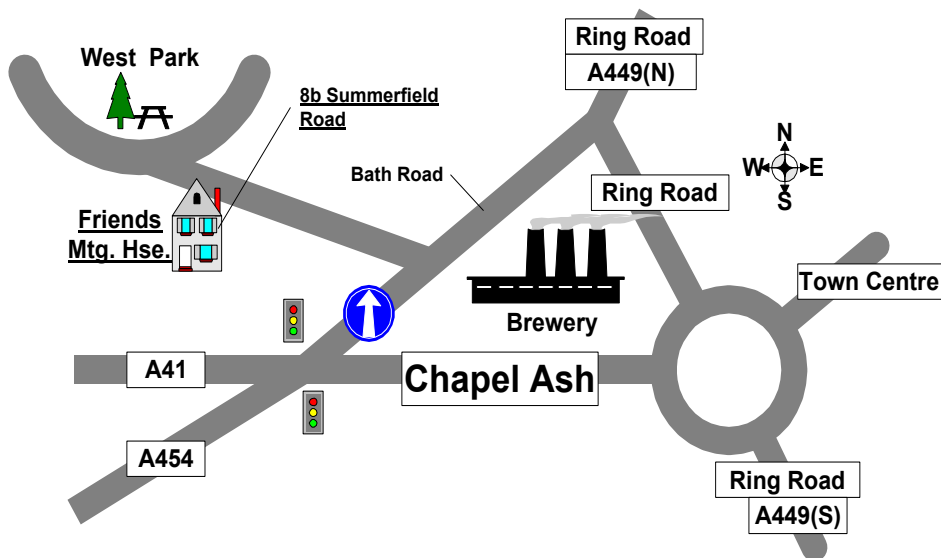 Ring Road
A449(N)
West Park
8b Summerfield
Road
N
W E
S
Bath Road
Ring Road
Friends
Mtg. Hse.
Town Centre
Brewery
A41
Chapel Ash
A454
Ring Road
A449(S)